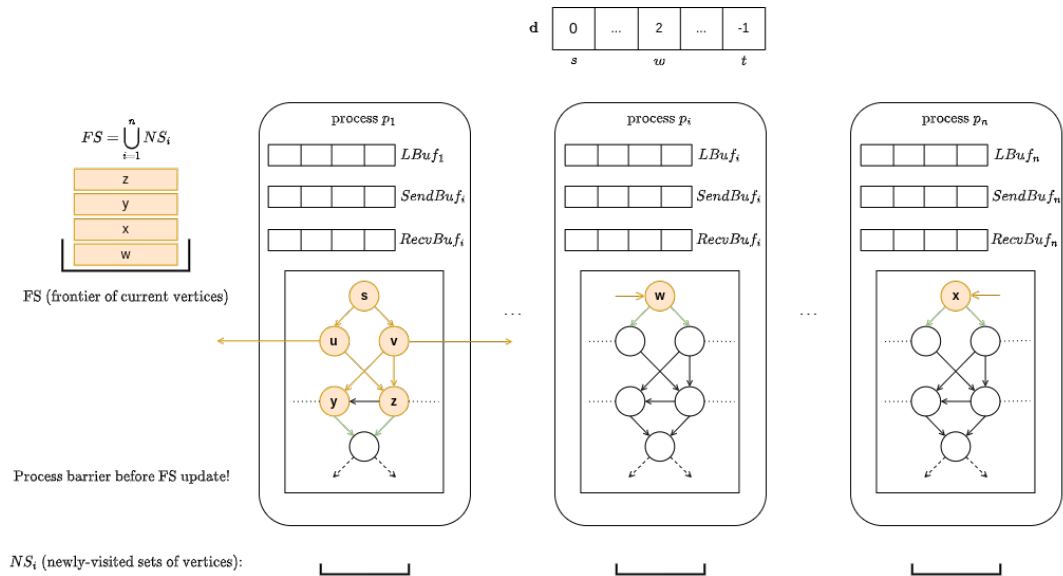 d 0 ... 2 ... -1
s w t
process p₁ process pᵢ process pₙ
FS = ⋃ⁿᵢ₌₁ NSᵢ
LBuf₁ LBufᵢ LBufₙ
z
y
SendBufᵢ SendBufᵢ SendBufₙ
x
RecvBufᵢ RecvBufᵢ RecvBufₙ
w
FS (frontier of current vertices)
s w x
... ...
u v
y z
Process barrier before FS update!
NSᵢ (newly-visited sets of vertices):